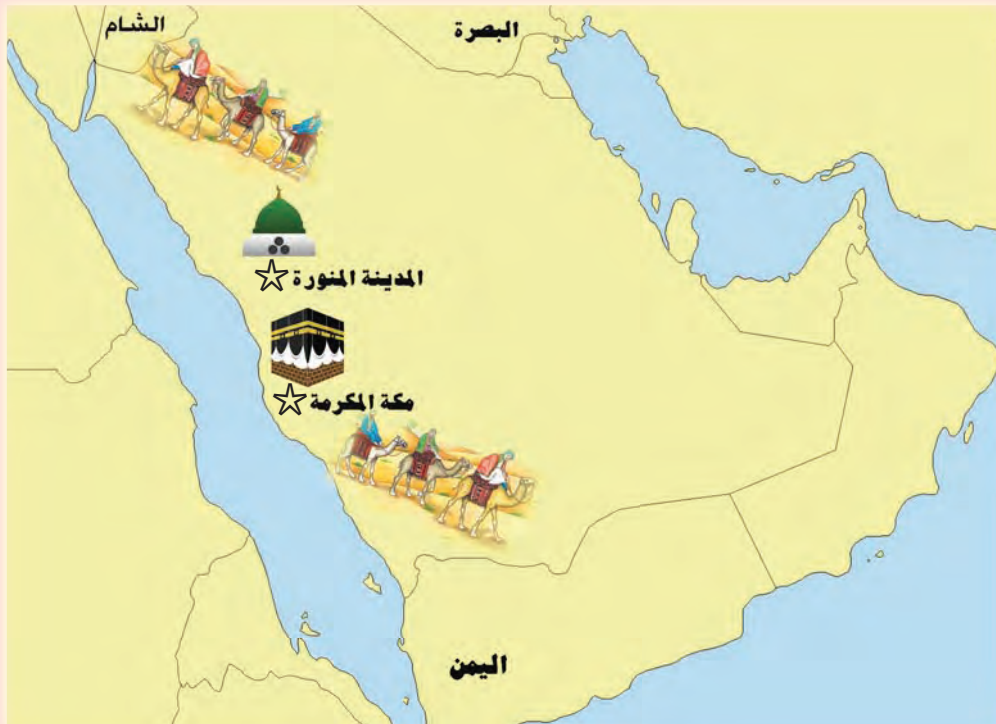 الشام
البصرة
المدينة المنورة
مكة المكرمة
اليمن